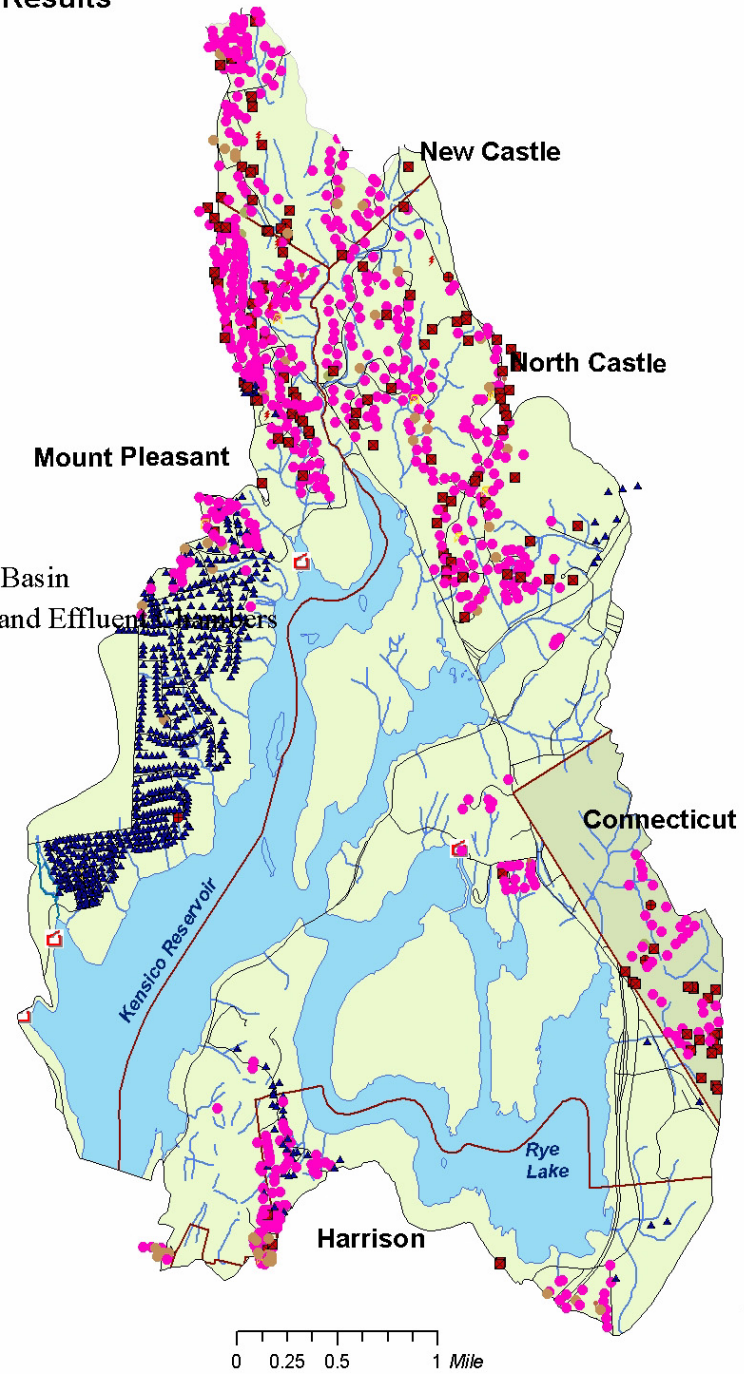 Results
New Castle
North Castle
Mount Pleasant
Basin
and Effluent Chambers
Connecticut
Kensico Reservoir
Rye
Lake
Harrison
0 0.25 0.5 1 Mile